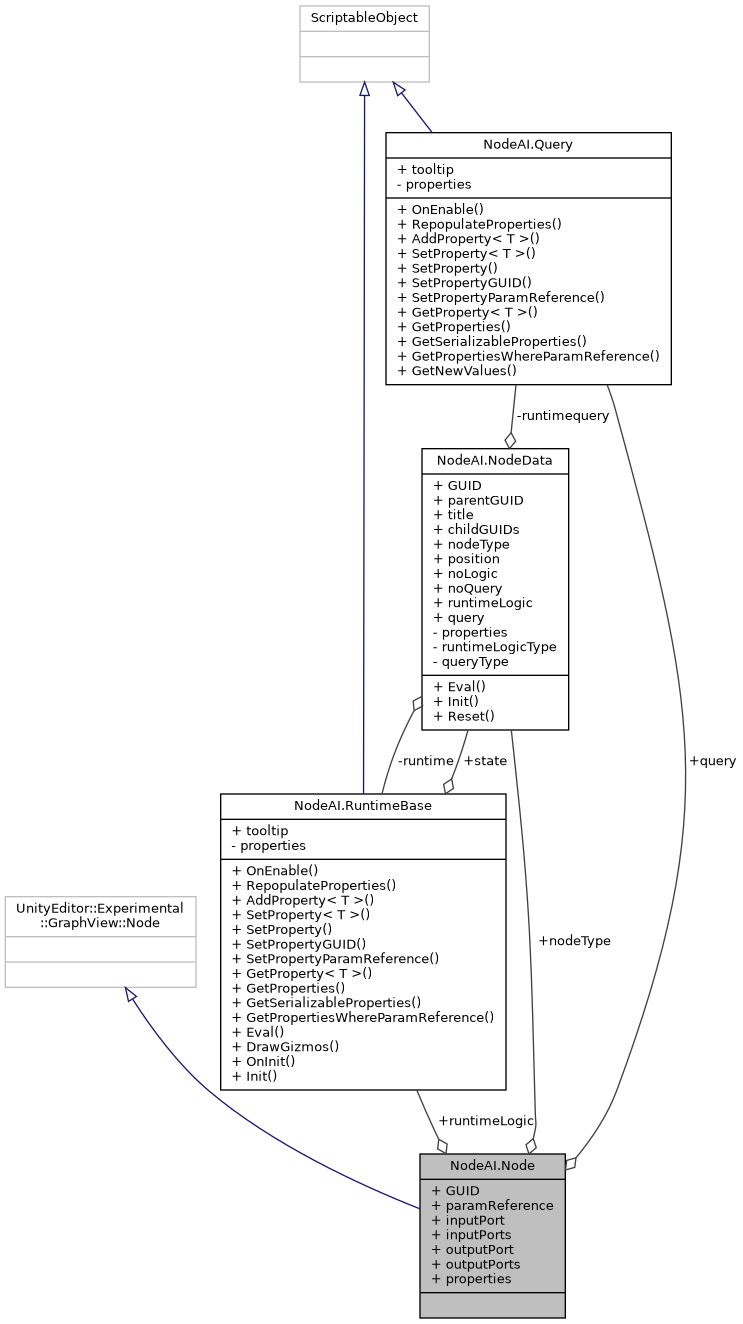 ScriptableObject
NodeAI.Query
+ tooltip
- properties
+ OnEnable()
+ RepopulateProperties()
+ AddProperty< T >()
+ SetProperty< T >()
+ SetProperty()
+ SetPropertyGUID()
+ SetPropertyParamReference()
+ GetProperty< T >()
+ GetProperties()
+ GetSerializableProperties()
+ GetPropertiesWhereParamReference()
+ GetNewValues()
-runtimequery
NodeAI.NodeData
+ GUID
+ parentGUID
+ title
+ childGUIDs
+ nodeType
+ position
+ noLogic
+ noQuery
+ runtimeLogic
+ query
- properties
- runtimeLogicType
- queryType
+ Eval()
+ Init()
+ Reset()
-runtime
+state
+query
NodeAI.RuntimeBase
+ tooltip
- properties
+ OnEnable()
+ RepopulateProperties()
+ AddProperty< T >()
+ SetProperty< T >()
+ SetProperty()
+ SetPropertyGUID()
+ SetPropertyParamReference()
+ GetProperty< T >()
+ GetProperties()
+ GetSerializableProperties()
+ GetPropertiesWhereParamReference()
+ Eval()
+ DrawGizmos()
+ OnInit()
+ Init()
UnityEditor::Experimental
::GraphView::Node
+nodeType
+runtimeLogic
NodeAI.Node
+ GUID
+ paramReference
+ inputPort
+ inputPorts
+ outputPort
+ outputPorts
+ properties